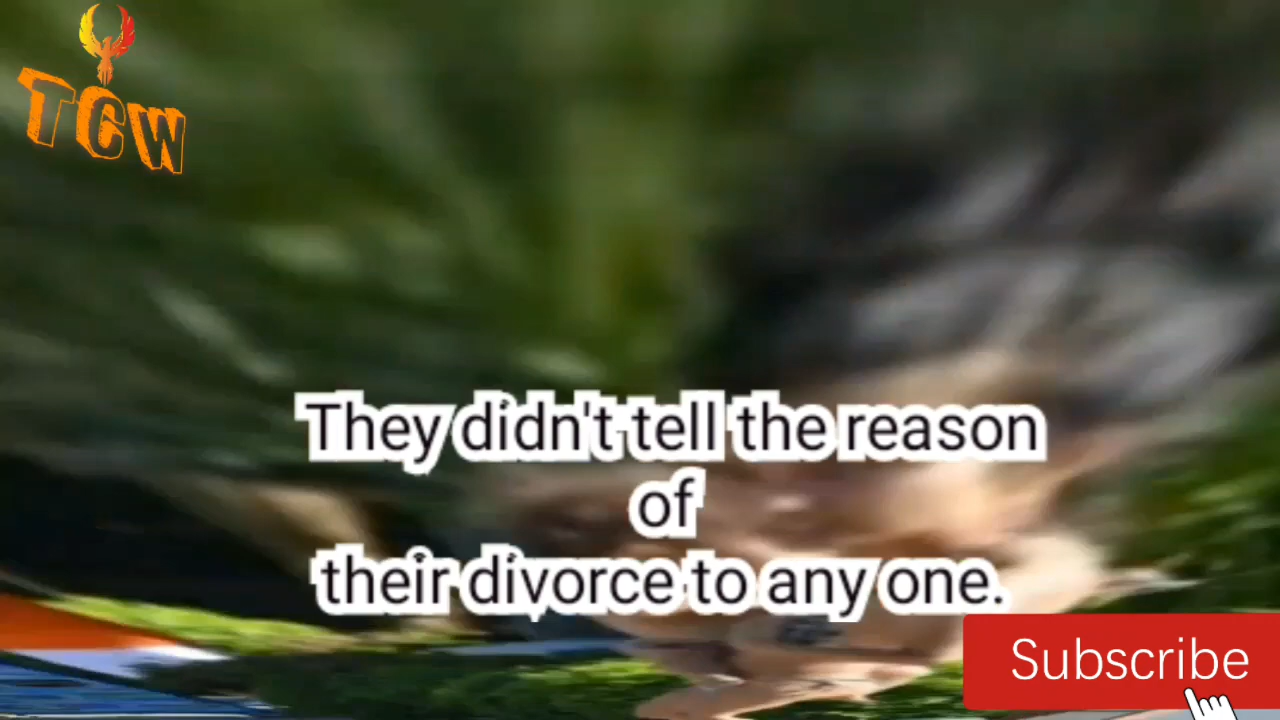 TCW
They didn't tell the reason
of
their divorce to any one.
Subscribe